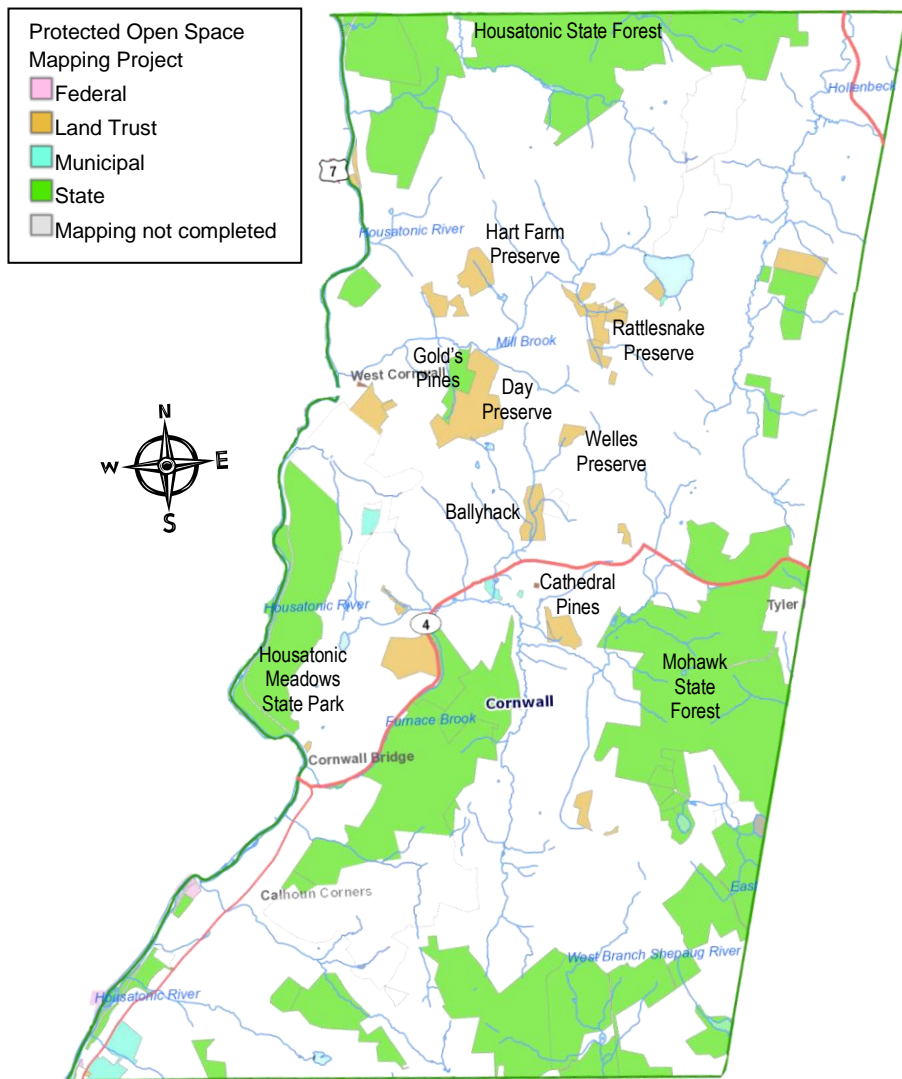 Protected Open Space
Mapping Project
Federal
Land Trust
Municipal
State
Mapping not completed
Housatonic State Forest
Hollenbeck
7
Housatonic River
Hart Farm
Preserve
Rattlesnake
Preserve
Mill Brook
Gold's
Pines
West Cornwall
Day
Preserve
N
W
E
S
Welles
Preserve
Ballyhack
Cathedral
Pines
Tyler
Housatonic River
4
Housatonic
Meadows
State Park
Mohawk
State
Forest
Cornwall
Furnace Brook
Cornwall Bridge
Calhoun Corners
East
West Branch Shepaug River
Housatonic River